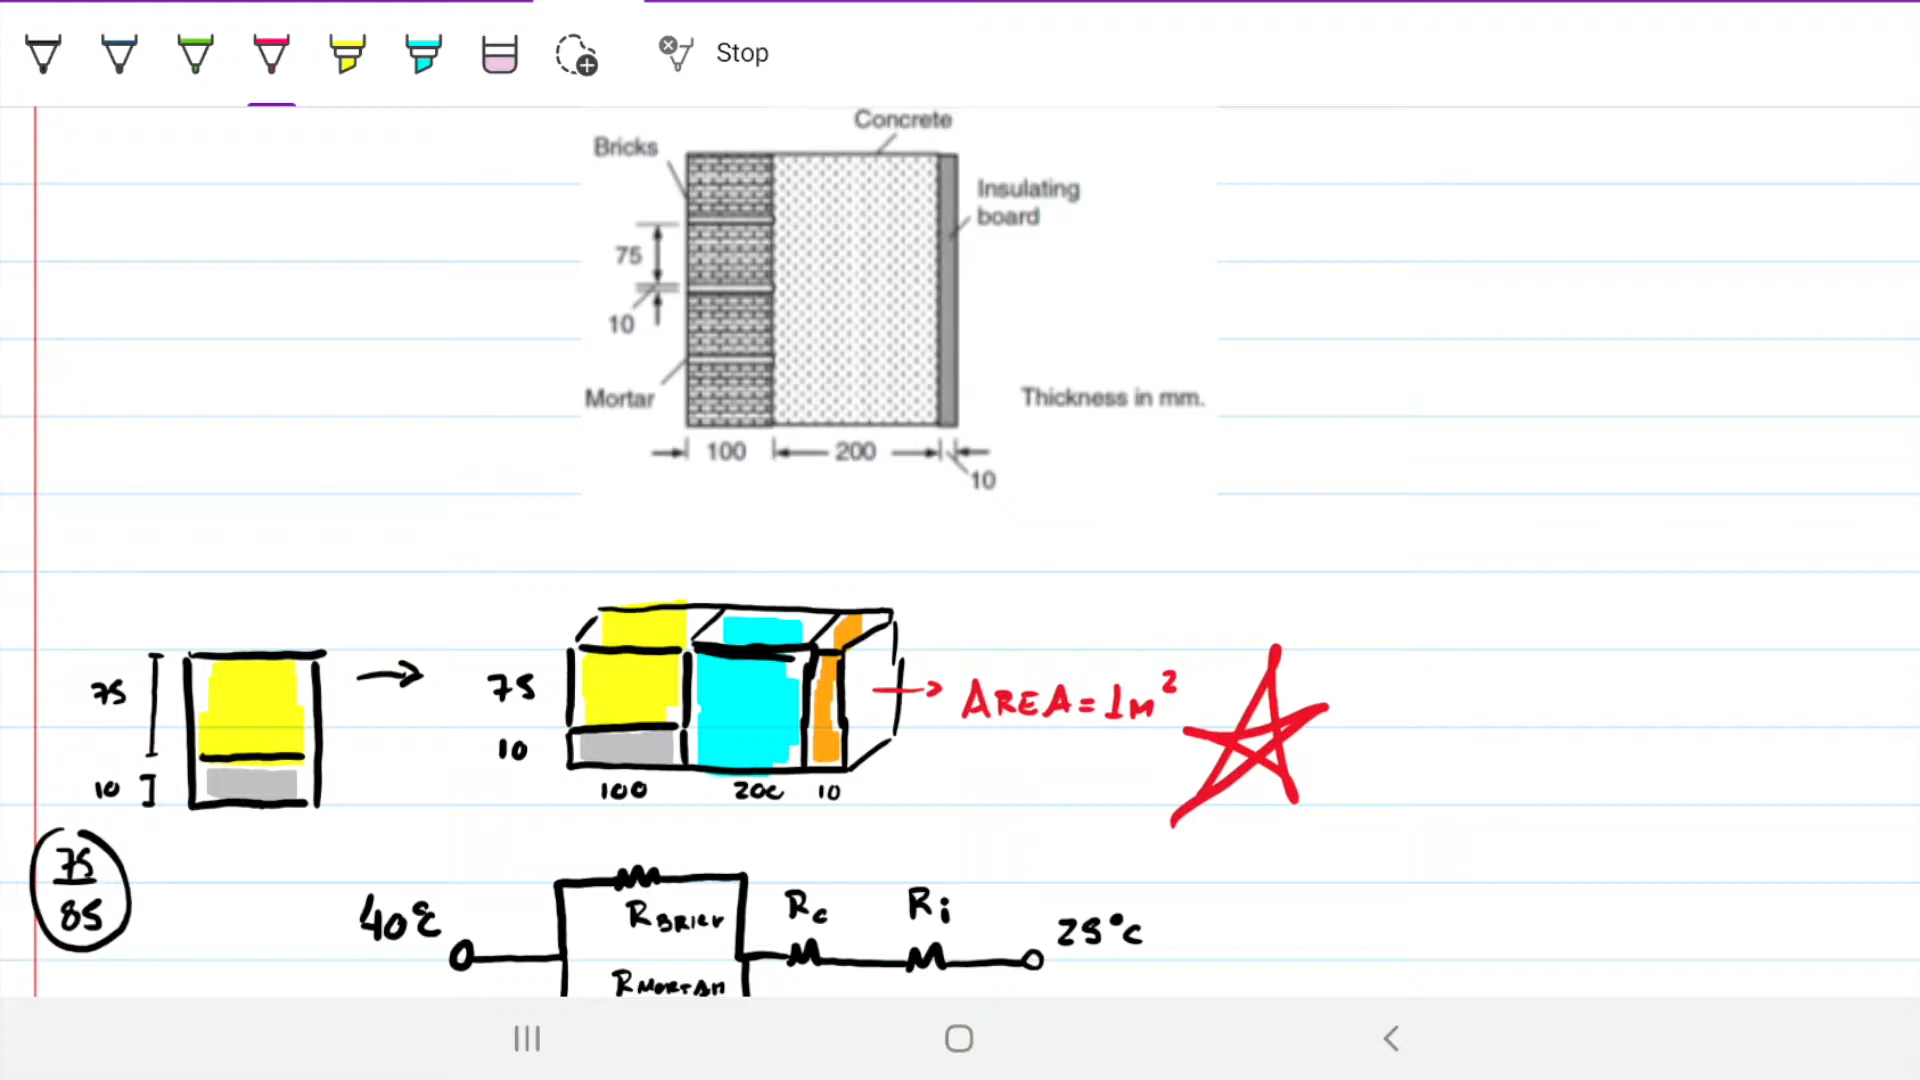 Stop
Concrete
Bricks
Insulating
board
75
10
Mortar
Thickness in mm.
100
200
10
75
10
75
10
AREA = 1m²
100
200
10
75
85
40℃
RBRICK
Rc
Ri
25°C
RMORTAR